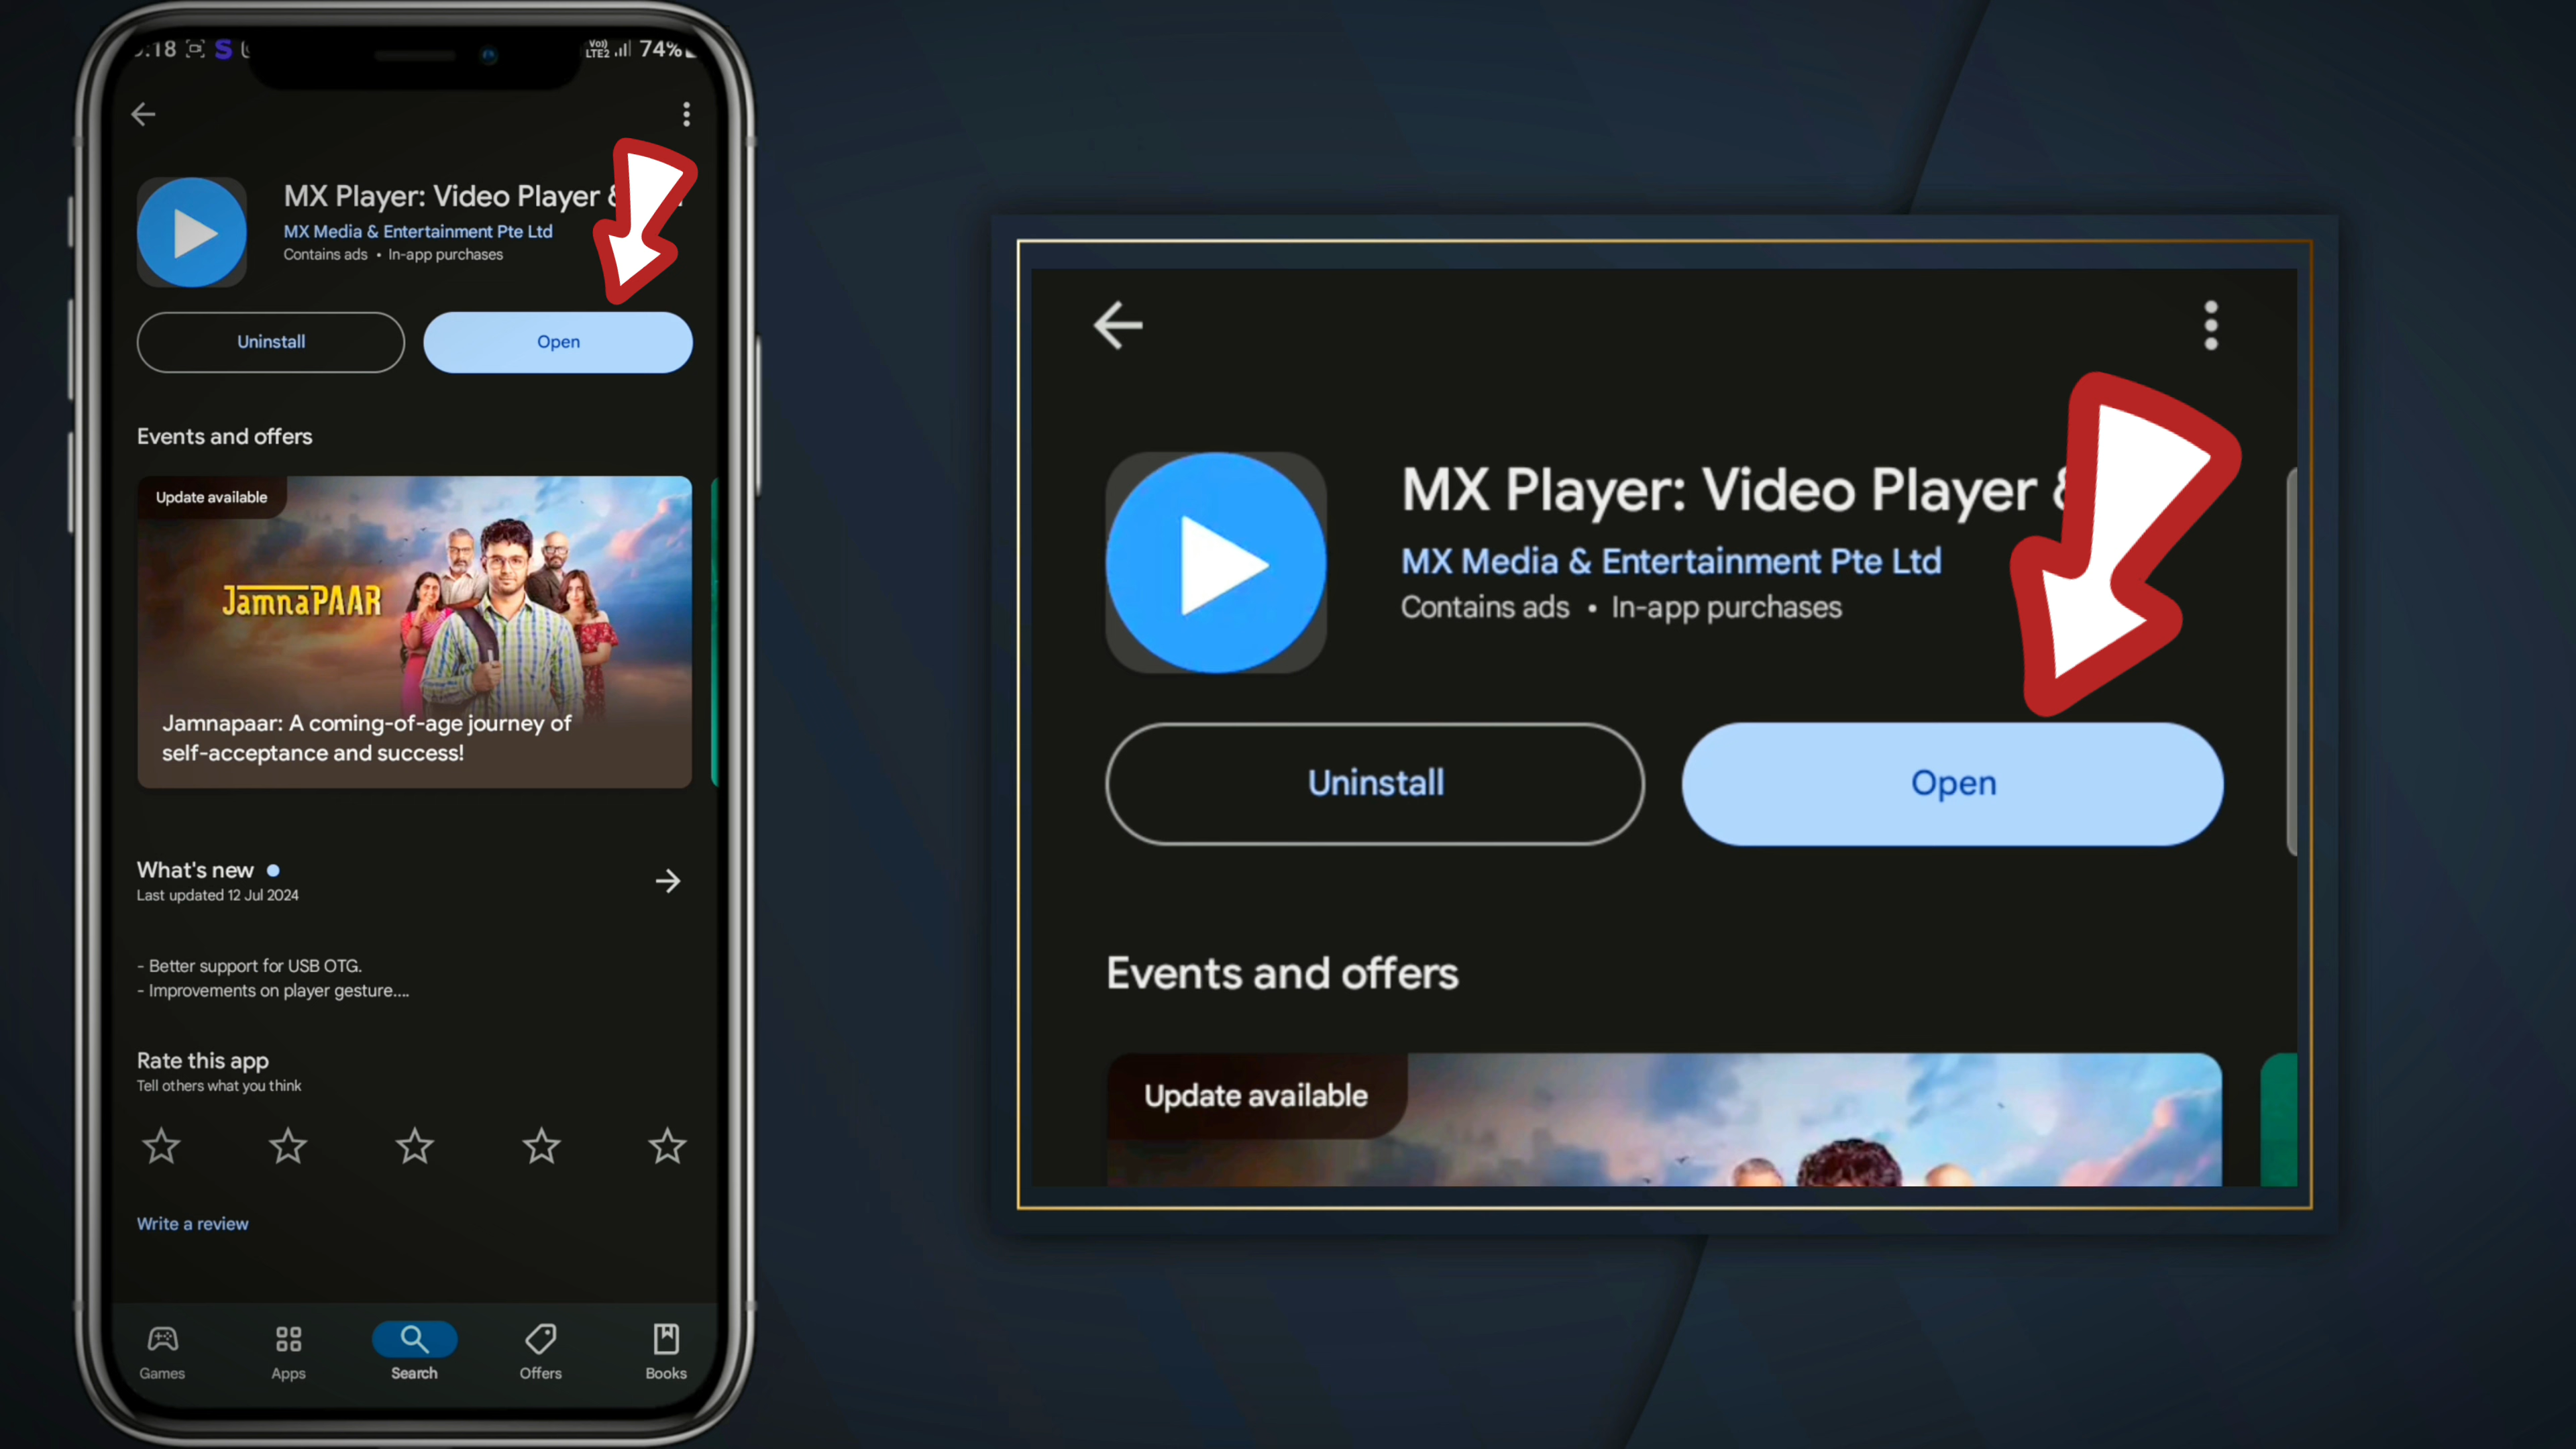 :18
LTE2 74%
MX Player: Video Player
MX Media & Entertainment Pte Ltd
Contains ads • In-app purchases
Uninstall
Open
Events and offers
Update available
JamnaPAAR
Jamnapaar: A coming-of-age journey of
self-acceptance and success!
What's new
Last updated 12 Jul 2024
- Better support for USB OTG.
- Improvements on player gesture....
Rate this app
Tell others what you think
Write a review
Games
Apps
Search
Offers
Books
MX Player: Video Player
MX Media & Entertainment Pte Ltd
Contains ads • In-app purchases
Uninstall
Open
Events and offers
Update available